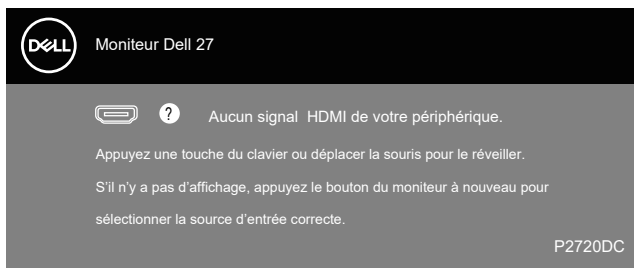 DELL
Moniteur Dell 27
? Aucun signal HDMI de votre périphérique.
Appuyez une touche du clavier ou déplacer la souris pour le réveiller.
S'il n'y a pas d'affichage, appuyez le bouton du moniteur à nouveau pour
sélectionner la source d'entrée correcte.
P2720DC